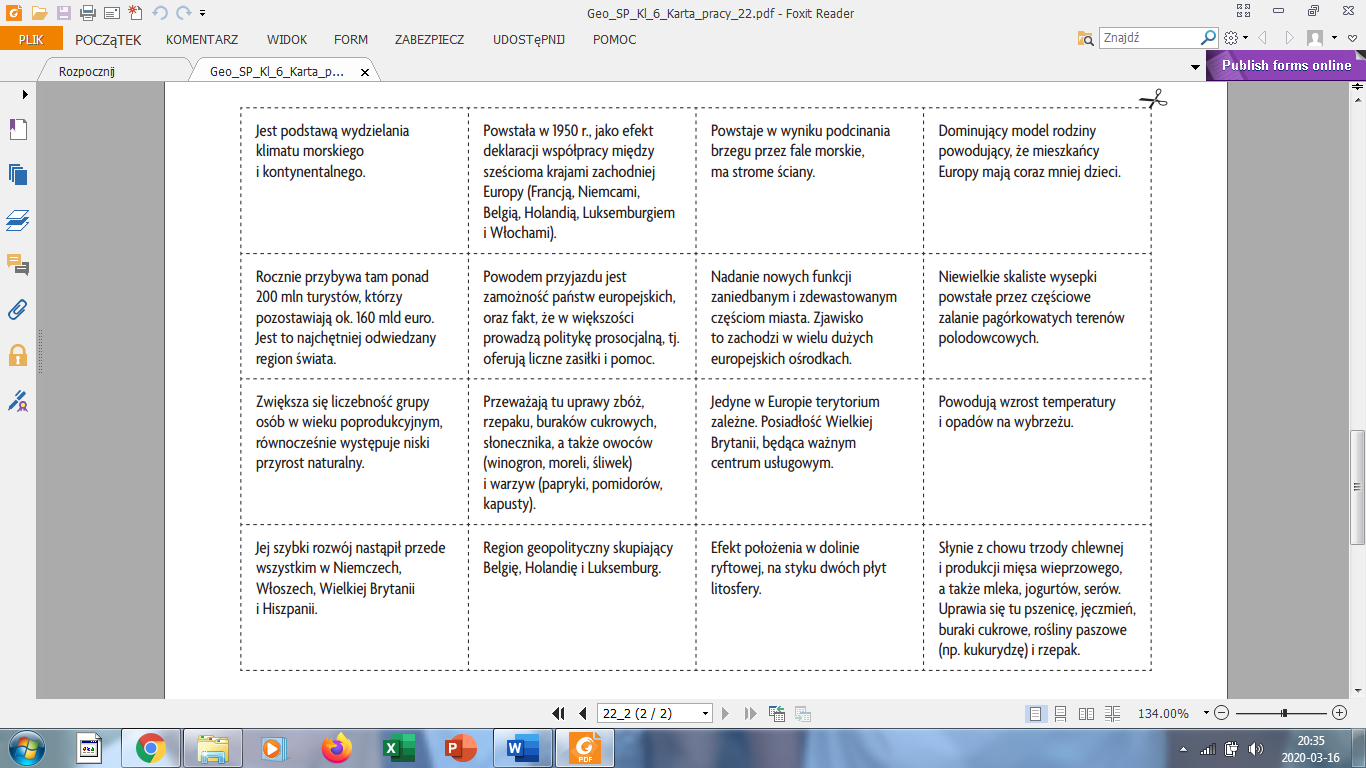 Geo_SP_Kl_6_Karta_pracy_22.pdf - Foxit Reader
PLIK POCZĄTEK KOMENTARZ WIDOK FORM ZABEZPIECZ UDOSTĘPNIJ POMOC
Znajdź
Rozpocznij
Geo_SP_Kl_6_Karta_p...
Publish forms online
Jest podstawą wydzielania
klimatu morskiego
i kontynentalnego.
Powstała w 1950 r., jako efekt
deklaracji współpracy między
sześcioma krajami zachodniej
Europy (Francją, Niemcami,
Belgią, Holandią, Luksemburgiem
i Włochami).
Powstaje w wyniku podcinania
brzegu przez fale morskie,
ma strome ściany.
Dominujący model rodziny
powodujący, że mieszkańcy
Europy mają coraz mniej dzieci.
Rocznie przybywa tam ponad
200 mln turystów, którzy
pozostawiają ok. 160 mld euro.
Jest to najchętniej odwiedzany
region świata.
Powodem przyjazdu jest
zamożność państw europejskich,
oraz fakt, że w większości
prowadzą politykę prosocjalną, tj.
oferują liczne zasiłki i pomoc.
Nadanie nowych funkcji
zaniedbanym i zdewastowanym
częściom miasta. Zjawisko
to zachodzi w wielu dużych
europejskich ośrodkach.
Niewielkie skaliste wysepki
powstałe przez częściowe
zalanie pagórkowatych terenów
polodowcowych.
Zwiększa się liczebność grupy
osób w wieku poprodukcyjnym,
równocześnie występuje niski
przyrost naturalny.
Przeważają tu uprawy zbóż,
rzepaku, buraków cukrowych,
słonecznika, a także owoców
(winogron, moreli, śliwek)
i warzyw (papryki, pomidorów,
kapusty).
Jedyne w Europie terytorium
zależne. Posiadłość Wielkiej
Brytanii, będąca ważnym
centrum usługowym.
Powodują wzrost temperatury
i opadów na wybrzeżu.
Jej szybki rozwój nastąpił przede
wszystkim w Niemczech,
Włoszech, Wielkiej Brytanii
i Hiszpanii.
Region geopolityczny skupiający
Belgię, Holandię i Luksemburg.
Efekt położenia w dolinie
ryftowej, na styku dwóch płyt
litosfery.
Słynie z chowu trzody chlewnej
i produkcji mięsa wieprzowego,
a także mleka, jogurtów, serów.
Uprawia się tu pszenicę, jęczmień,
buraki cukrowe, rośliny paszowe
(np. kukurydzę) i rzepak.
22_2 (2 / 2)
134.00%
PDF
20:35
2020-03-16